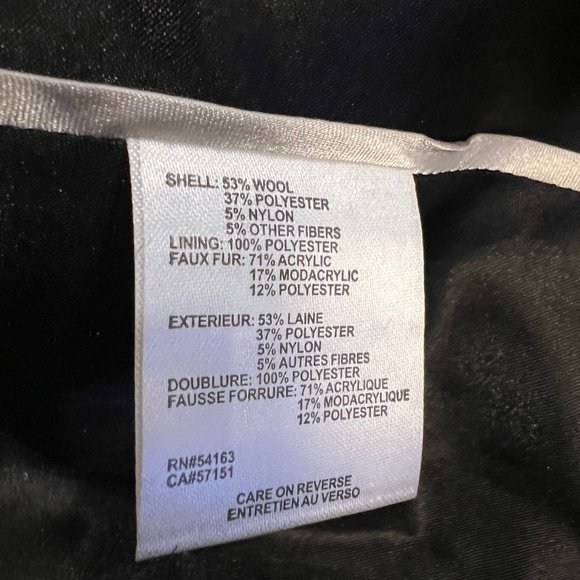 SHELL: 53% WOOL
37% POLYESTER
5% NYLON
5% OTHER FIBERS
LINING: 100% POLYESTER
FAUX FUR: 71% ACRYLIC
17% MODACRYLIC
12% POLYESTER
EXTERIEUR: 53% LAINE
37% POLYESTER
5% NYLON
5% AUTRES FIBRES
DOUBLURE: 100% POLYESTER
FAUSSE FORRURE: 71% ACRYLIQUE
17% MODACRYLIQUE
12% POLYESTER
RN#54163
CA#57151
CARE ON REVERSE
ENTRETIEN AU VERSO